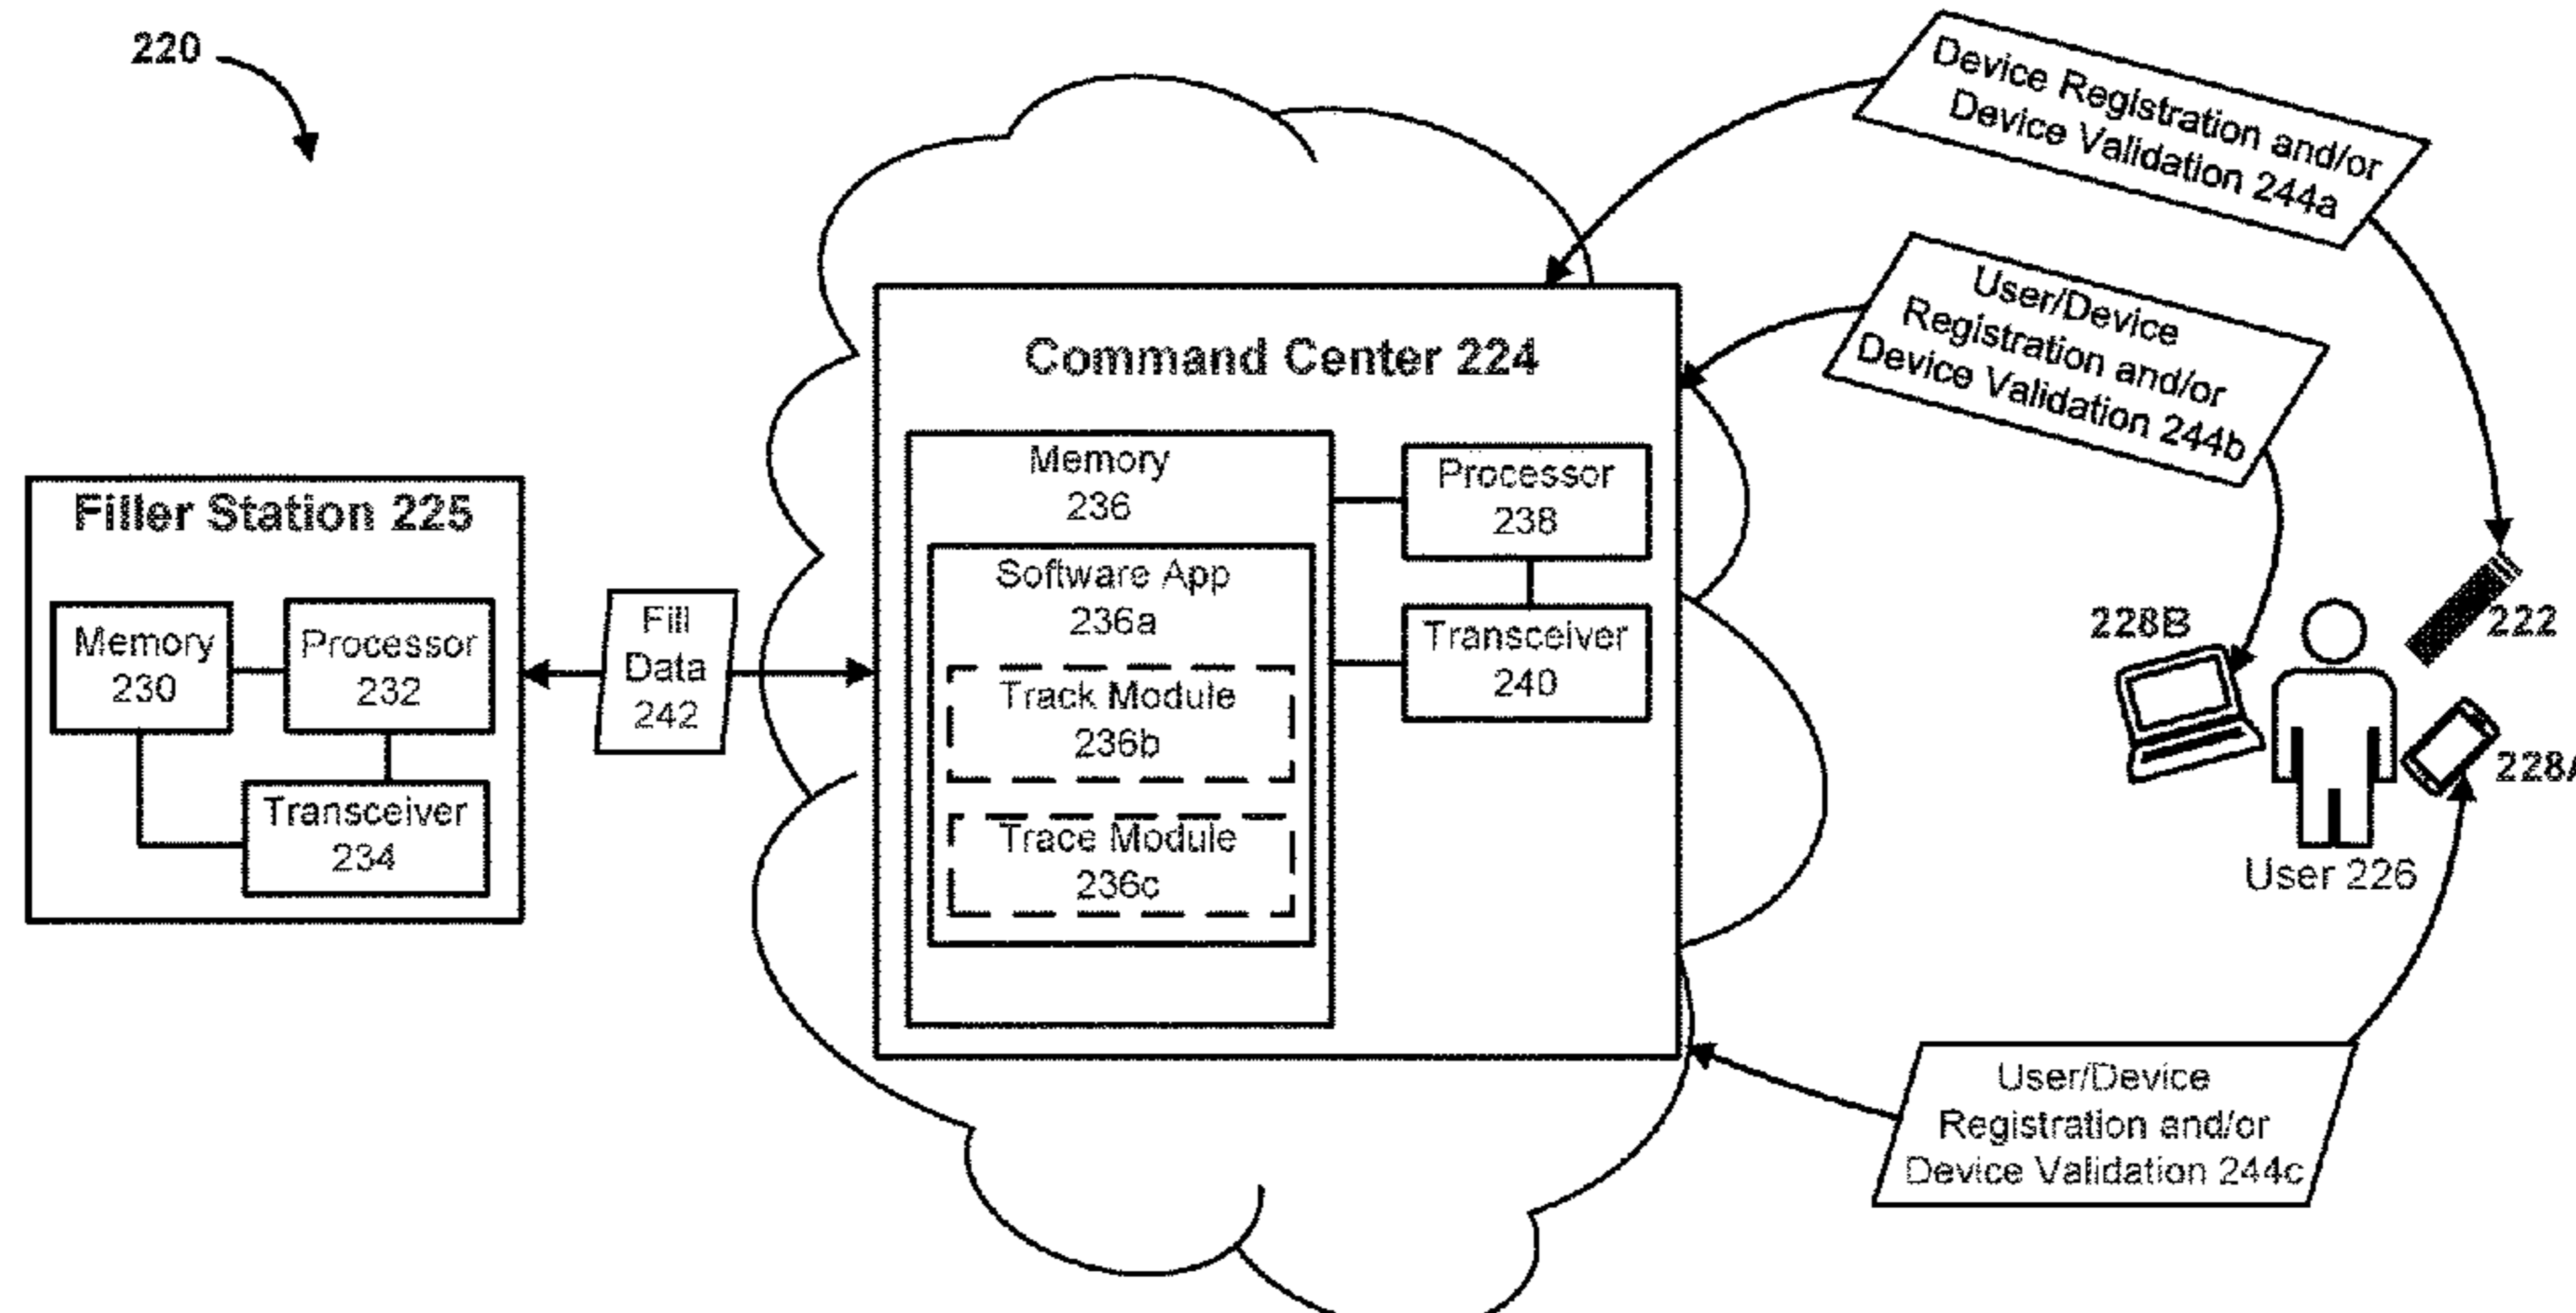 220
Device Registration and/or
Device Validation 244a
User/Device
Registration and/or
Device Validation 244b
Command Center 224
Memory
236
Processor
238
Filler Station 225
Software App
236a
Fill
Data
242
Memory
230
Processor
232
Transceiver
240
228B
222
Track Module
236b
228A
Transceiver
234
Trace Module
236c
User 226
User/Device
Registration and/or
Device Validation 244c